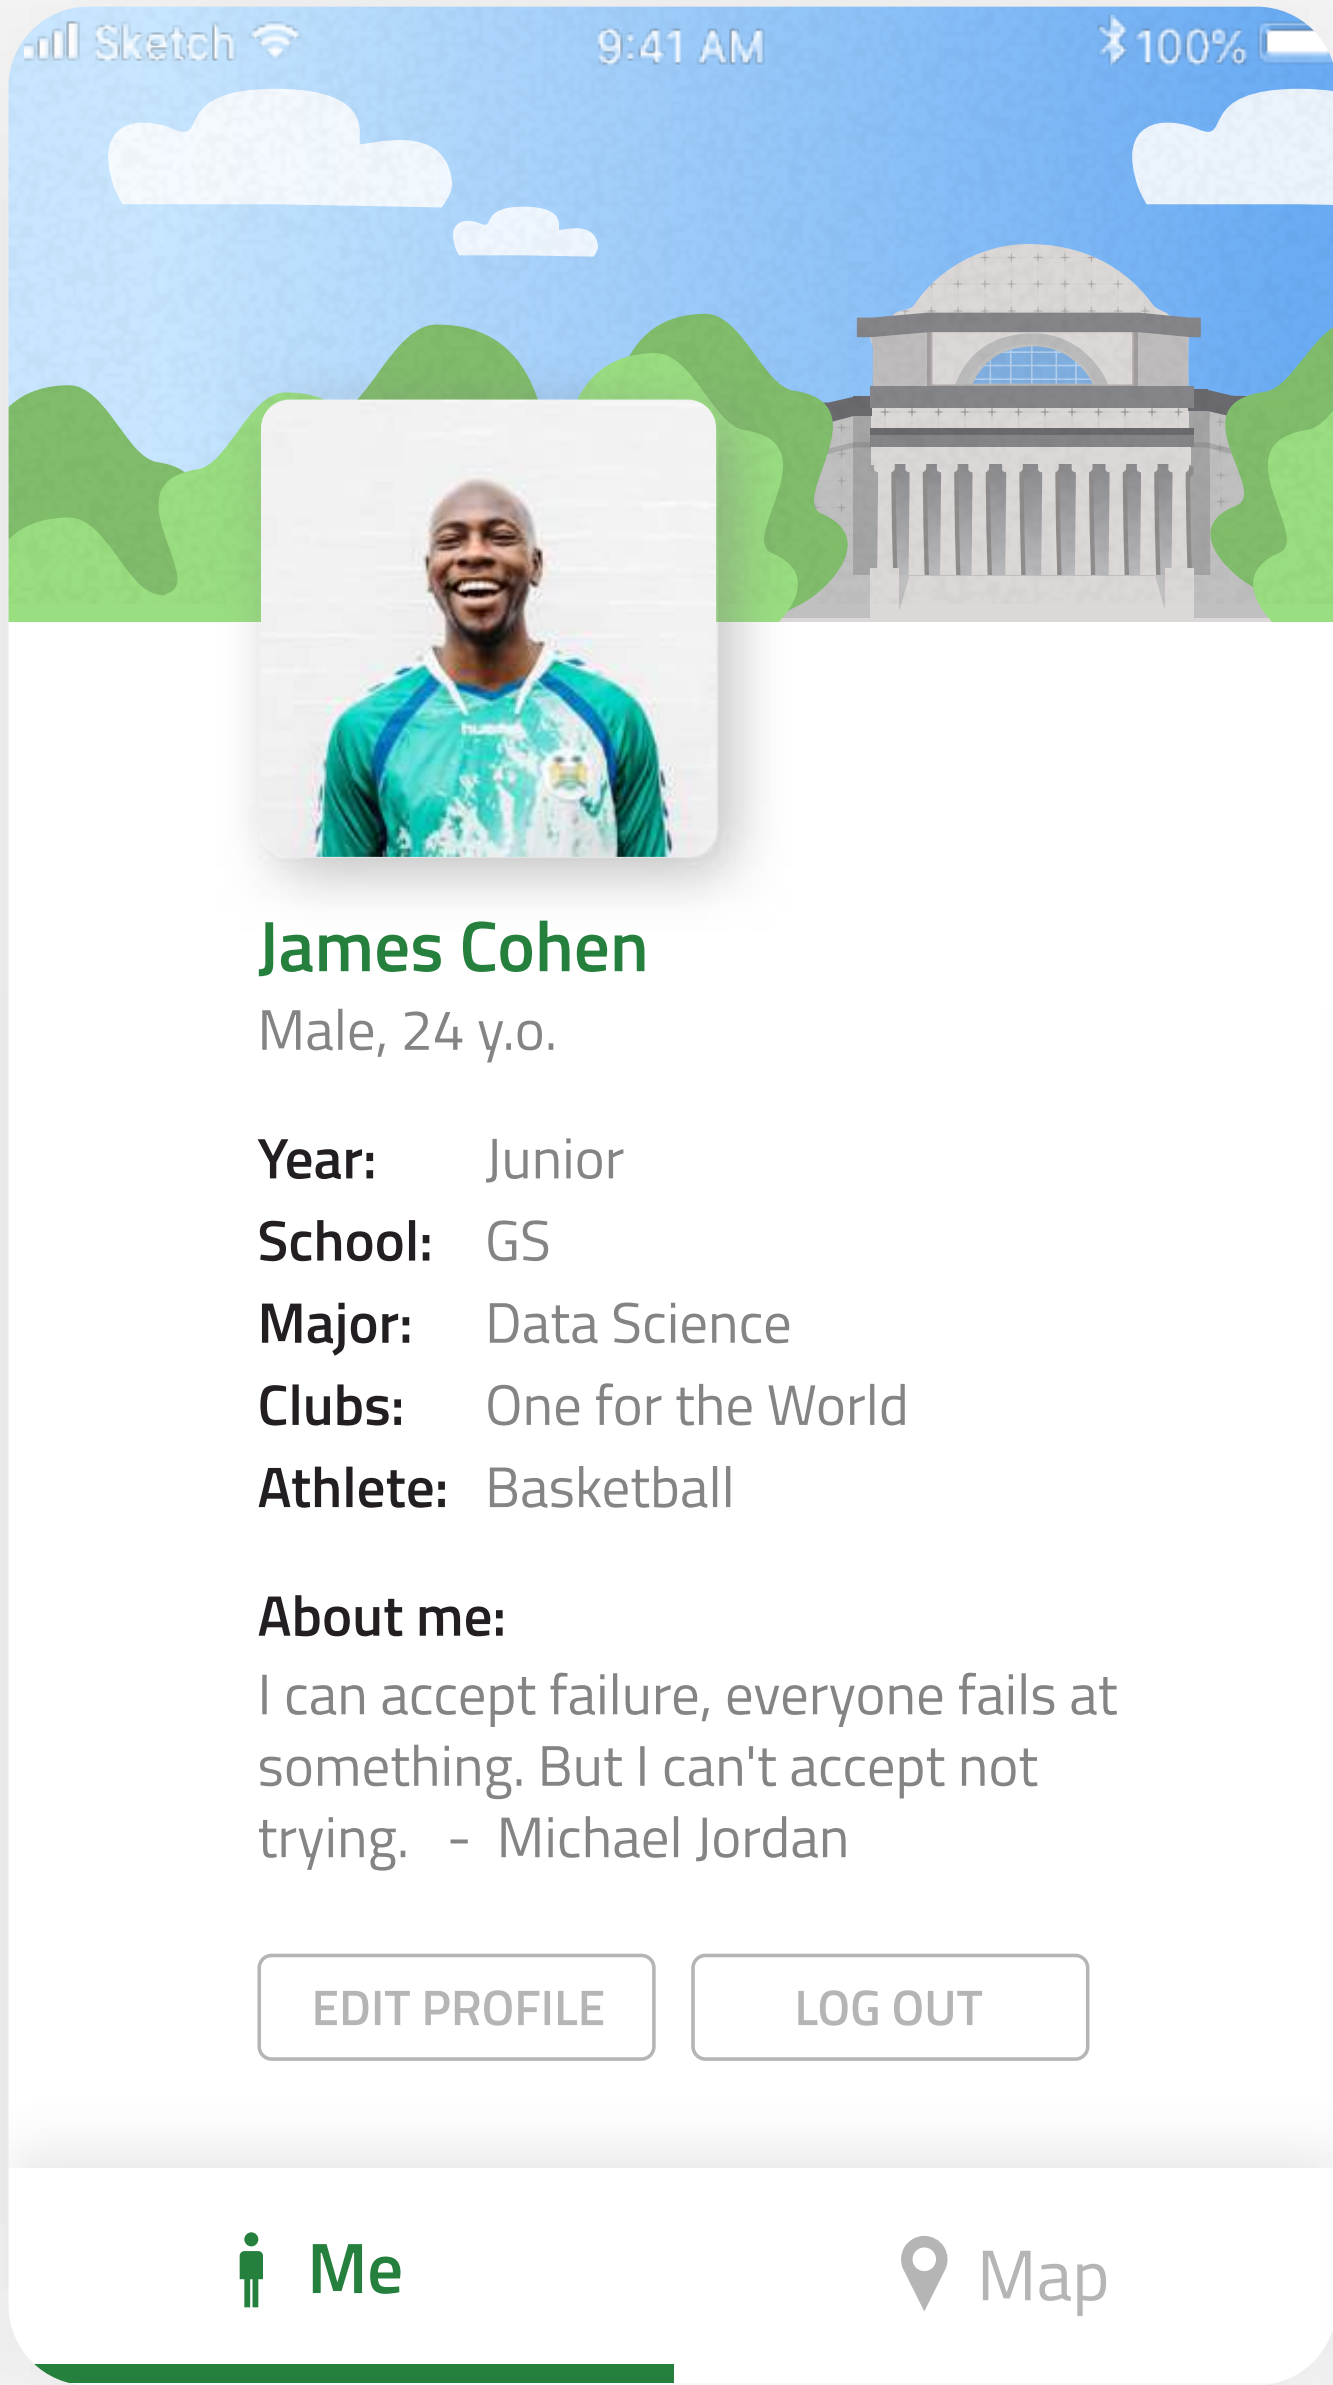 Sketch 9:41 AM 100%
hummel
James Cohen
Male, 24 y.o.
Year: Junior
School: GS
Major: Data Science
Clubs: One for the World
Athlete: Basketball
About me:
I can accept failure, everyone fails at
something. But I can't accept not
trying. - Michael Jordan
EDIT PROFILE LOG OUT
Me Map